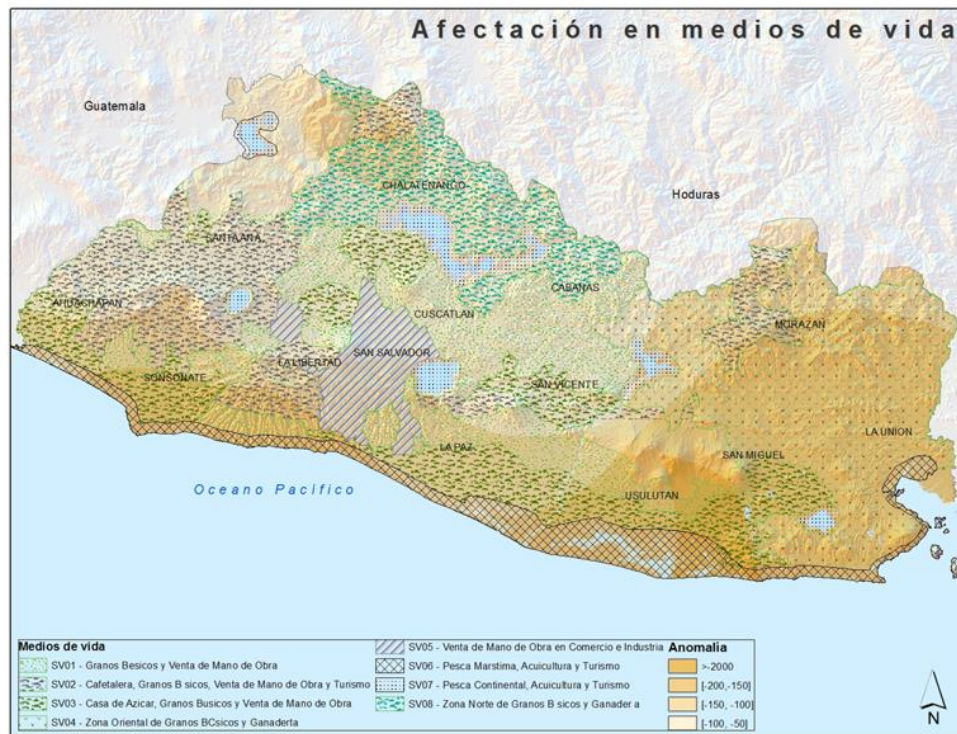 Afectación en medios de vida
Guatemala
Hoduras
CHALATENANGO
SANTA ANA
CABANAS
AHUACHAPAN
CUSCATLAN
MORAZAN
SAN SALVADOR
LA LIBERTAD
SONSONATE
SAN VICENTE
LA UNION
LA PAZ
SAN MIGUEL
Oceano Pacífico
USULUTAN
Medios de vida
SV01 - Granos Besicos y Venta de Mano de Obra
SV02 - Cafetalera, Granos B sicos, Venta de Mano de Obra y Turismo
SV03 - Casa de Azicar, Granos Busicos y Venta de Mano de Obra
SV04 - Zona Oriental de Granos BCsicos y Ganaderta
SV05 - Venta de Mano de Obra en Comercio e Industria
SV06 - Pesca Marstima, Acuicultura y Turismo
SV07 - Pesca Continental, Acuicultura y Turismo
SV08 - Zona Norte de Granos B sicos y Ganader a
Anomalia
>-2000
[-200,-150]
[-150, -100]
[-100, -50]
N